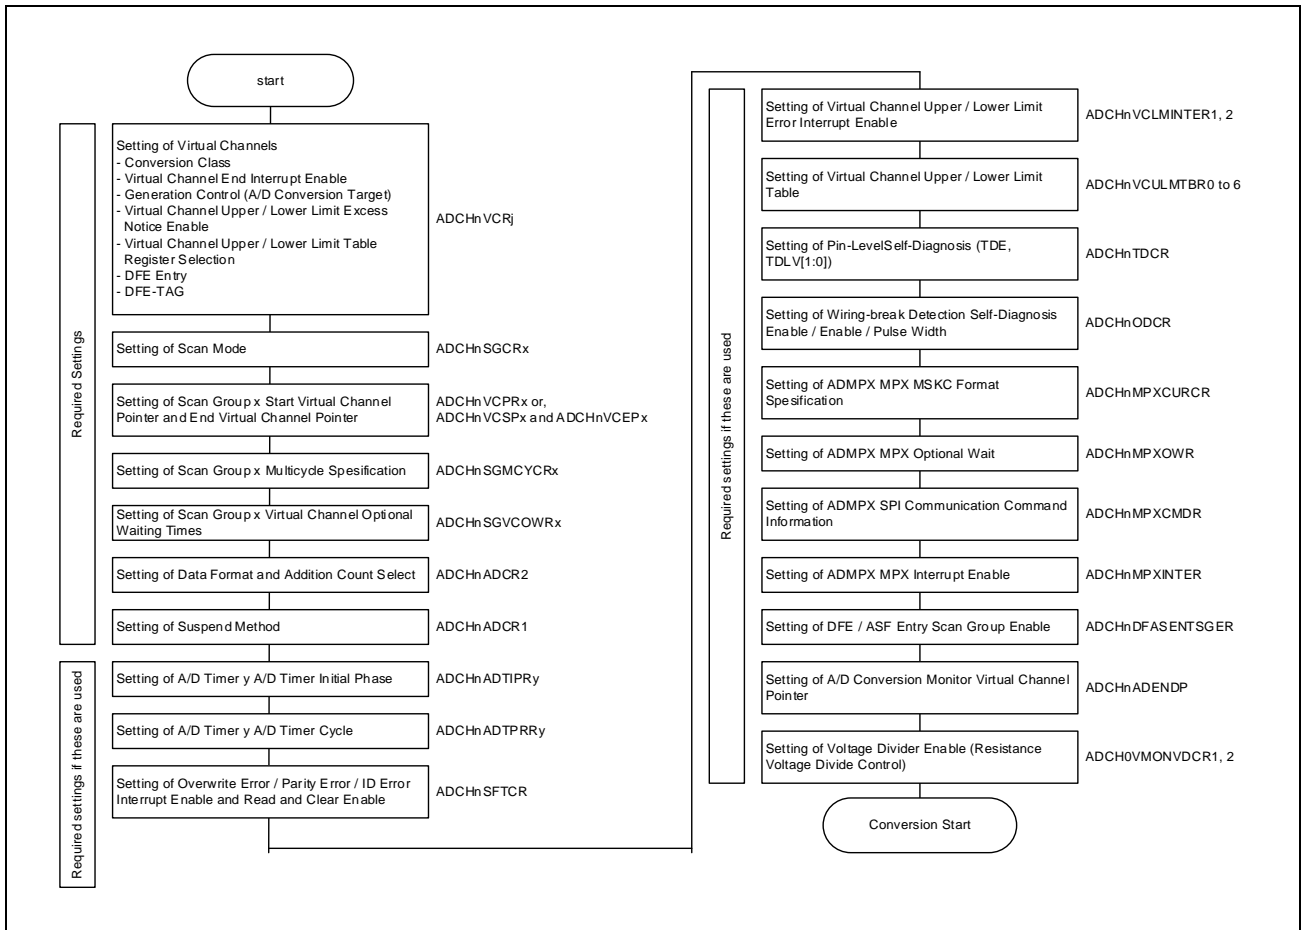 start
Required Settings
Setting of Virtual Channels
- Conversion Class
- Virtual Channel End Interrupt Enable
- Generation Control (A/D Conversion Target)
- Virtual Channel Upper / Lower Limit Excess
Notice Enable
- Virtual Channel Upper / Lower Limit Table
Register Selection
- DFE Entry
- DFE-TAG
ADCHnVCRj
Setting of Scan Mode
ADCHnSGCRx
Setting of Scan Group x Start Virtual Channel
Pointer and End Virtual Channel Pointer
ADCHnVCPRx or,
ADCHnVCSPx and ADCHnVCEPx
Setting of Scan Group x Multicycle Spesification
ADCHnSGMCYCRx
Setting of Scan Group x Virtual Channel Optional
Waiting Times
ADCHnSGVCOWRx
Setting of Data Format and Addition Count Select
ADCHnADCR2
Setting of Suspend Method
ADCHnADCR1
Required settings if these are used
Setting of A/D Timer y A/D Timer Initial Phase
ADCHnADTIPRy
Setting of A/D Timer y A/D Timer Cycle
ADCHnADTPRRy
Setting of Overwrite Error / Parity Error / ID Error
Interrupt Enable and Read and Clear Enable
ADCHnSFTCR
Required settings if these are used
Setting of Virtual Channel Upper / Lower Limit
Error Interrupt Enable
ADCHnVCLMINTER1, 2
Setting of Virtual Channel Upper / Lower Limit
Table
ADCHnVCULMTBR0 to 6
Setting of Pin-LevelSelf-Diagnosis (TDE,
TDLV[1:0])
ADCHnTDCR
Setting of Wiring-break Detection Self-Diagnosis
Enable / Enable / Pulse Width
ADCHnODCR
Setting of ADMPX MPX MSKC Format
Spesification
ADCHnMPXCURCR
Setting of ADMPX MPX Optional Wait
ADCHnMPXOWR
Setting of ADMPX SPI Communication Command
Information
ADCHnMPXCMDR
Setting of ADMPX MPX Interrupt Enable
ADCHnMPXINTER
Setting of DFE / ASF Entry Scan Group Enable
ADCHnDFASENTSGER
Setting of A/D Conversion Monitor Virtual Channel
Pointer
ADCHnADENDP
Setting of Voltage Divider Enable (Resistance
Voltage Divide Control)
ADCH0VMONVDCR1, 2
Conversion Start